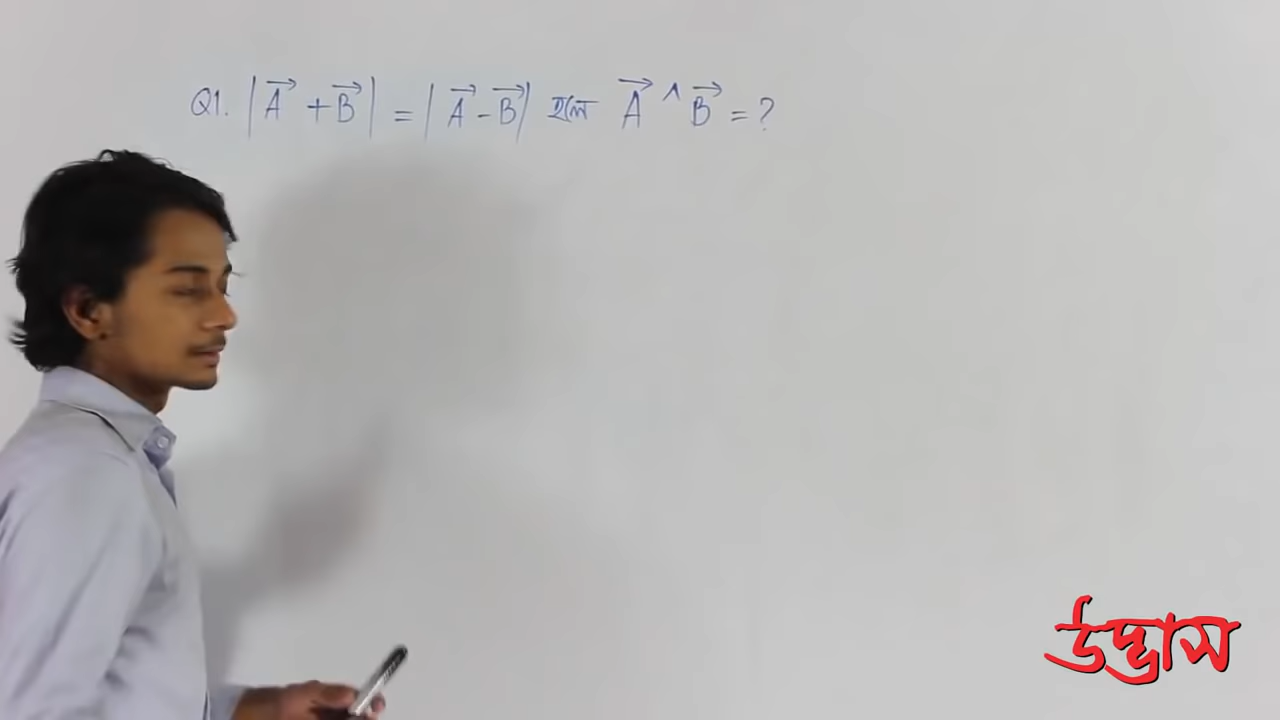 Q1. |A⃗ + B⃗| = |A⃗ - B⃗| হলে A⃗ ^ B⃗ = ?
উদ্ভাস